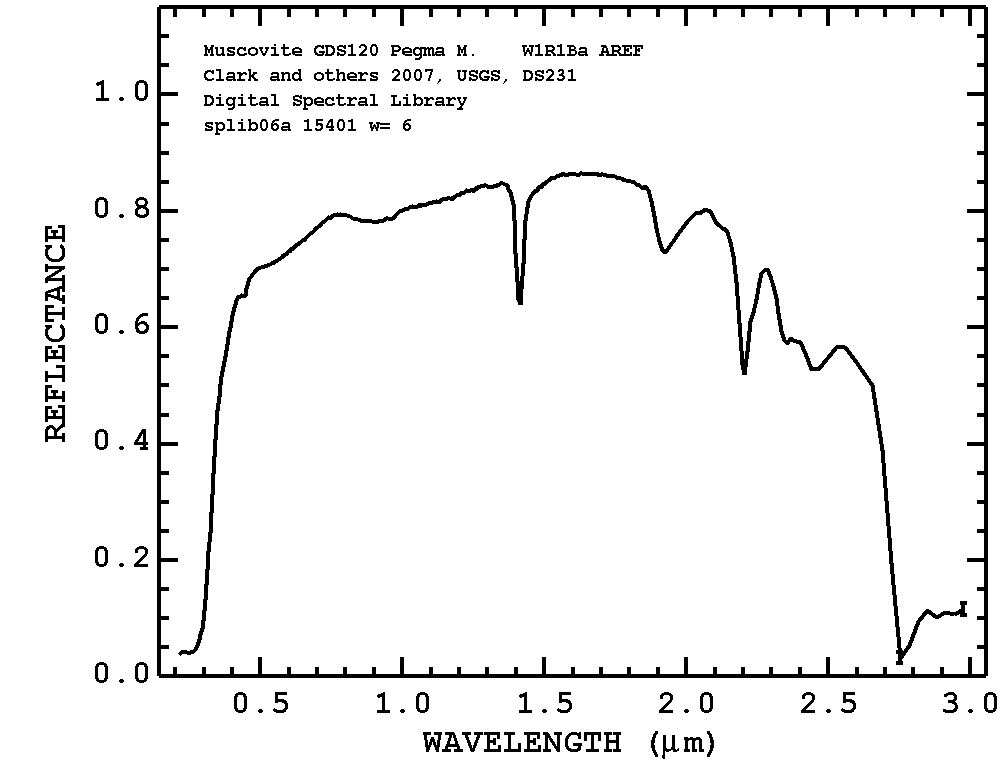 Muscovite GDS120 Pegma M.    W1R1Ba AREF
Clark and others 2007, USGS, DS231
Digital Spectral Library
splib06a 15401 w= 6
1.0
0.8
0.6
0.4
0.2
0.0
REFLECTANCE
0.5 1.0 1.5 2.0 2.5 3.0
WAVELENGTH (μm)